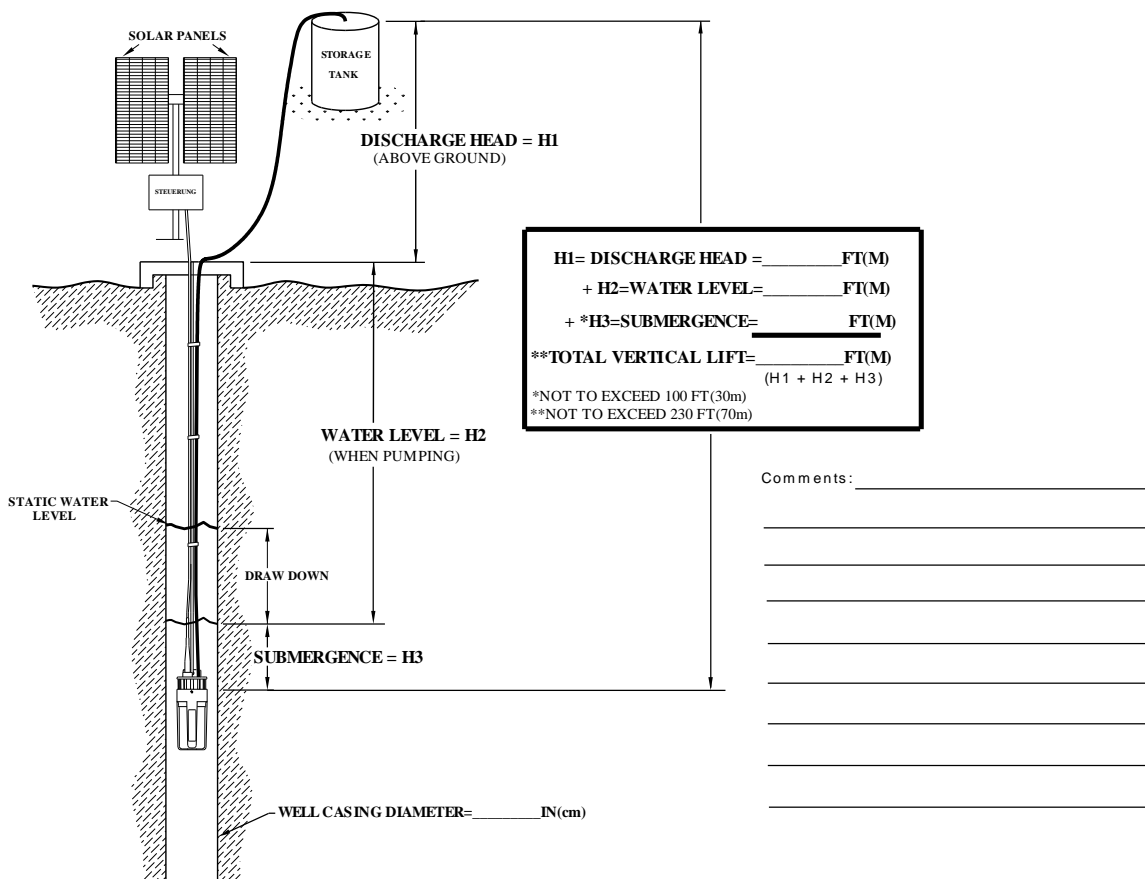 SOLAR PANELS
STORAGE
TANK
DISCHARGE HEAD = H1
(ABOVE GROUND)
STEUERUNG
H1= DISCHARGE HEAD =________FT(M)
+ H2=WATER LEVEL=________FT(M)
+ *H3=SUBMERGENCE=________FT(M)
**TOTAL VERTICAL LIFT=________FT(M)
(H1 + H2 + H3)
*NOT TO EXCEED 100 FT(30m)
**NOT TO EXCEED 230 FT(70m)
WATER LEVEL = H2
(WHEN PUMPING)
STATIC WATER
LEVEL
DRAW DOWN
SUBMERGENCE = H3
WELL CASING DIAMETER=_______IN(cm)
Comments: